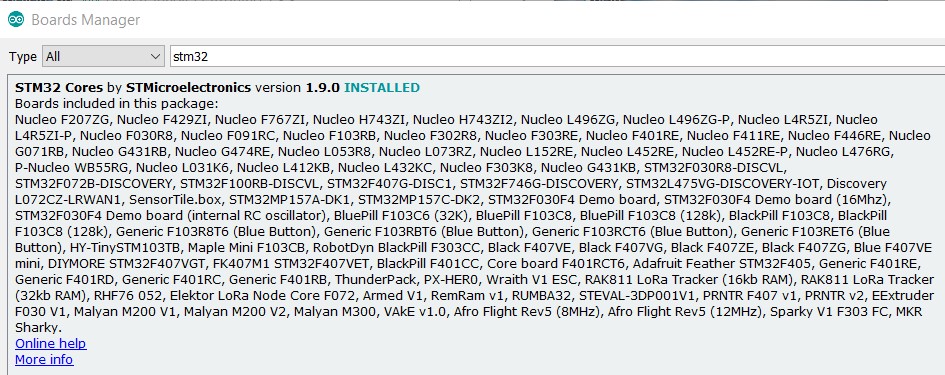 Boards Manager
Type All stm32
STM32 Cores by STMicroelectronics version 1.9.0 INSTALLED
Boards included in this package:
Nucleo F207ZG, Nucleo F429ZI, Nucleo F767ZI, Nucleo H743ZI, Nucleo H743ZI2, Nucleo L496ZG, Nucleo L496ZG-P, Nucleo L4R5ZI, Nucleo
L4R5ZI-P, Nucleo F030R8, Nucleo F091RC, Nucleo F103RB, Nucleo F302R8, Nucleo F303RE, Nucleo F401RE, Nucleo F411RE, Nucleo F446RE, Nucleo
G071RB, Nucleo G431RB, Nucleo G474RE, Nucleo L053R8, Nucleo L073RZ, Nucleo L152RE, Nucleo L452RE, Nucleo L452RE-P, Nucleo L476RG,
P-Nucleo WB55RG, Nucleo L031K6, Nucleo L412KB, Nucleo L432KC, Nucleo F303K8, Nucleo G431KB, STM32F030R8-DISCVL,
STM32F072B-DISCOVERY, STM32F100RB-DISCVL, STM32F407G-DISC1, STM32F746G-DISCOVERY, STM32L475VG-DISCOVERY-IOT, Discovery
L072CZ-LRWAN1, SensorTile.box, STM32MP157A-DK1, STM32MP157C-DK2, STM32F030F4 Demo board, STM32F030F4 Demo board (16Mhz),
STM32F030F4 Demo board (internal RC oscillator), BluePill F103C6 (32K), BluePill F103C8, BluePill F103C8 (128k), BlackPill F103C8, BlackPill
F103C8 (128k), Generic F103R8T6 (Blue Button), Generic F103RBT6 (Blue Button), Generic F103RCT6 (Blue Button), Generic F103RET6 (Blue
Button), HY-TinySTM103TB, Maple Mini F103CB, RobotDyn BlackPill F303CC, Black F407VE, Black F407VG, Black F407ZE, Black F407ZG, Blue F407VE
mini, DIYMORE STM32F407VGT, FK407M1 STM32F407VET, BlackPill F401CC, Core board F401RCT6, Adafruit Feather STM32F405, Generic F401RE,
Generic F401RD, Generic F401RC, Generic F401RB, ThunderPack, PX-HER0, Wraith V1 ESC, RAK811 LoRa Tracker (16kb RAM), RAK811 LoRa Tracker
(32kb RAM), RHF76 052, Elektor LoRa Node Core F072, Armed V1, RemRam v1, RUMBA32, STEVAL-3DP001V1, PRNTR F407 v1, PRNTR v2, EExtruder
F030 V1, Malyan M200 V1, Malyan M200 V2, Malyan M300, VAkE v1.0, Afro Flight Rev5 (8MHz), Afro Flight Rev5 (12MHz), Sparky V1 F303 FC, MKR
Sharky.
Online help
More info